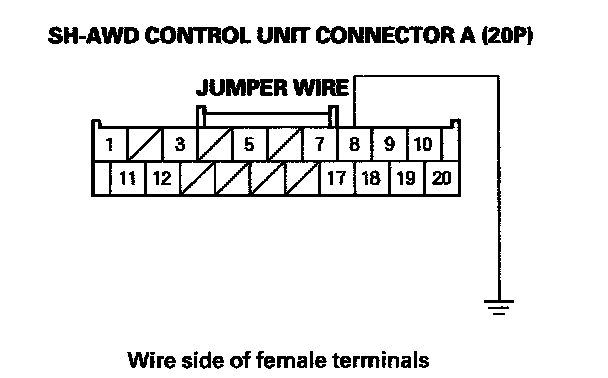 SH-AWD CONTROL UNIT CONNECTOR A (20P)
JUMPER WIRE
1 3 5 7 8 9 10
11 12 17 18 19 20
Wire side of female terminals